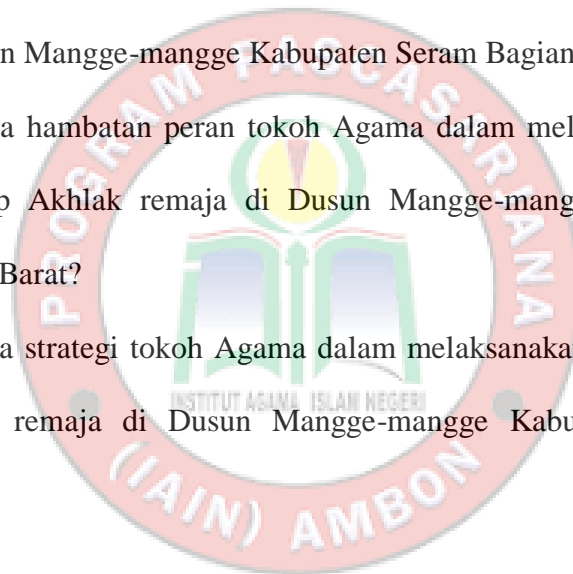 n Mangge-mangge Kabupaten Seram Bagian
a hambatan peran tokoh Agama dalam mel
p Akhlak remaja di Dusun Mangge-mang
Barat?
a strategi tokoh Agama dalam melaksanaka
remaja di Dusun Mangge-mangge Kabu
PROGRAM PASCASARJANA
INSTITUT AGAMA ISLAM NEGERI
(IAIN) AMBON